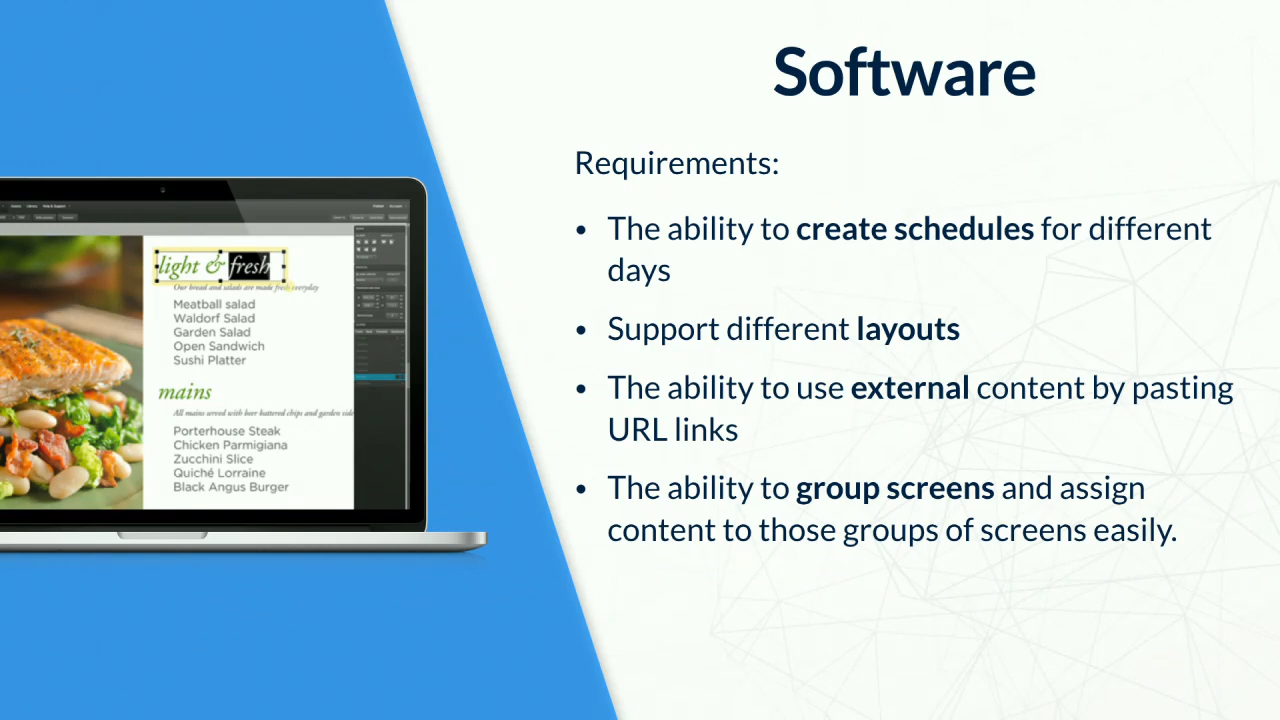 Software
Requirements:
• The ability to create schedules for different
days
• Support different layouts
• The ability to use external content by pasting
URL links
• The ability to group screens and assign
content to those groups of screens easily.
light & fresh
Our bread and salads are made fresh everyday
Meatball salad
Waldorf Salad
Garden Salad
Open Sandwich
Sushi Platter
mains
All mains served with beer battered chips and garden side
Porterhouse Steak
Chicken Parmigiana
Zucchini Slice
Quiché Lorraine
Black Angus Burger